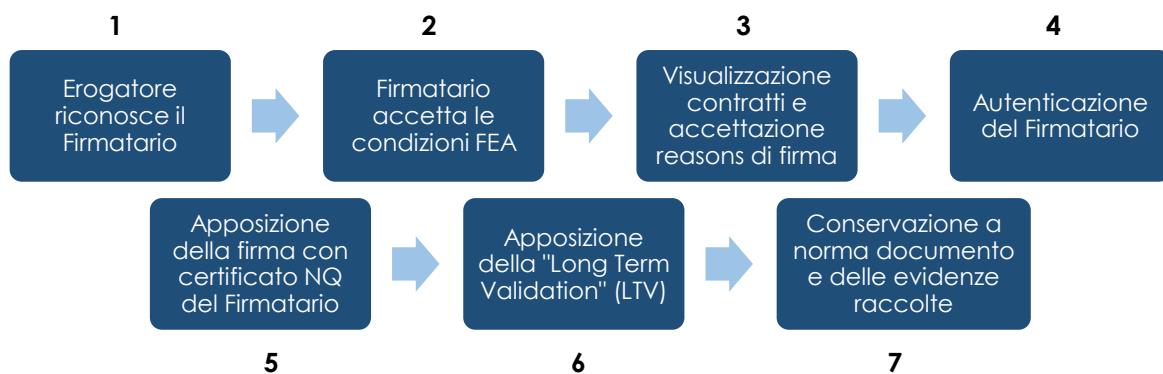 1
2
3
4
Erogatore
riconosce il
Firmatario
Firmatario
accetta le
condizioni FEA
Visualizzazione
contratti e
accettazione
reasons di firma
Autenticazione
del Firmatario
Apposizione
della firma con
certificato NQ
del Firmatario
Apposizione
della "Long Term
Validation" (LTV)
Conservazione a
norma documento
e delle evidenze
raccolte
5
6
7